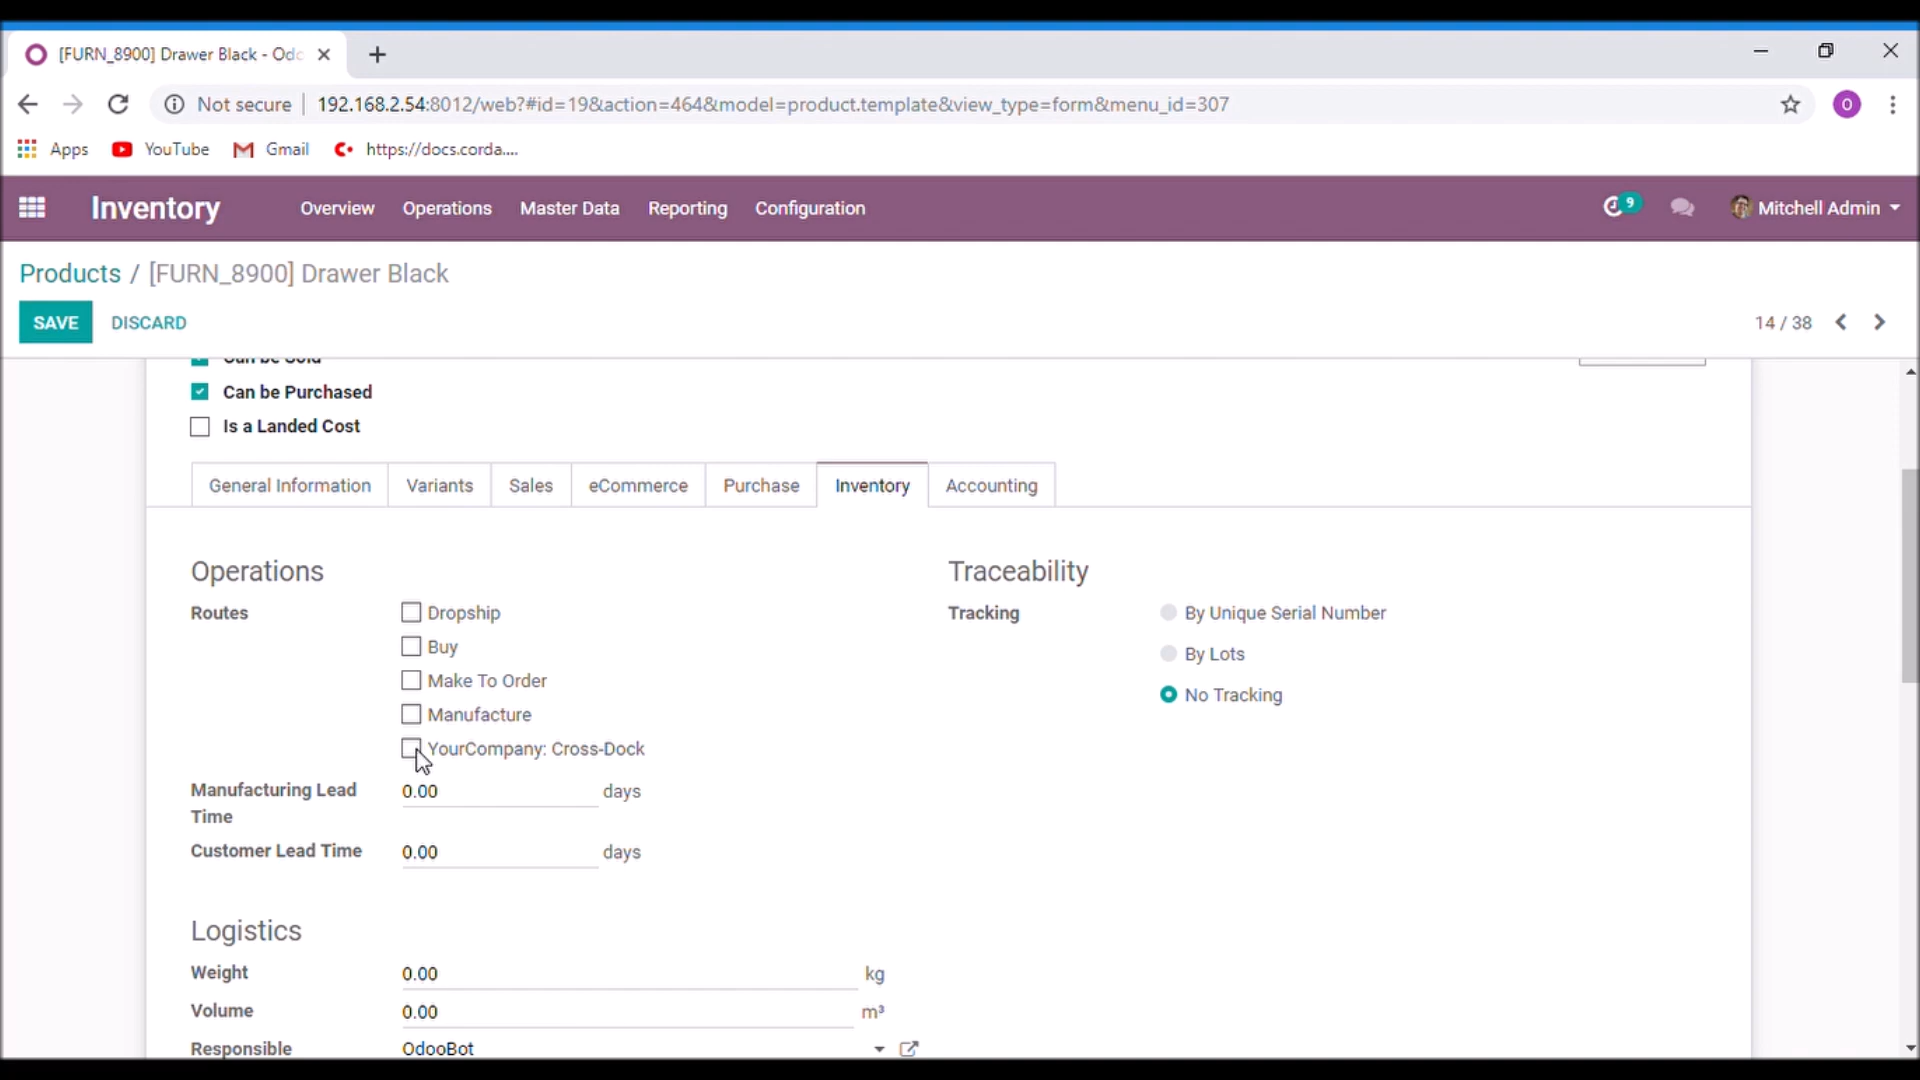 [FURN_8900] Drawer Black - Odo
Not secure 192.168.2.54:8012/web?#id=19&action=464&model=product.template&view_type=form&menu_id=307
O
Apps YouTube Gmail https://docs.corda....
Inventory Overview Operations Master Data Reporting Configuration 9 Mitchell Admin
Products / [FURN_8900] Drawer Black
SAVE DISCARD 14 / 38
Can be Sold
Can be Purchased
Is a Landed Cost
General Information Variants Sales eCommerce Purchase Inventory Accounting
Operations Traceability
Routes Dropship Tracking By Unique Serial Number
Buy By Lots
Make To Order No Tracking
Manufacture
YourCompany: Cross-Dock
Manufacturing Lead Time 0.00 days
Customer Lead Time 0.00 days
Logistics
Weight 0.00 kg
Volume 0.00 m³
Responsible OdooBot